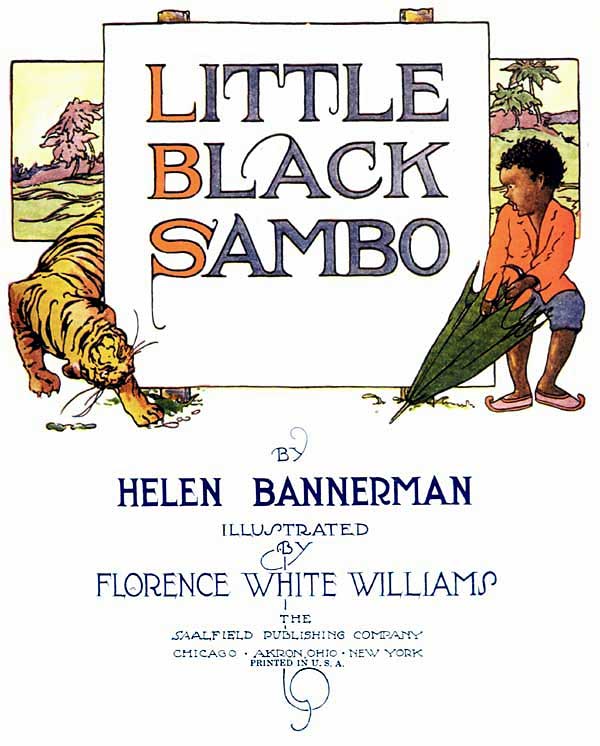 LITTLE
BLACK
SAMBO
BY
HELEN BANNERMAN
ILLUSTRATED
BY
FLORENCE WHITE WILLIAMS
THE
SAALFIELD PUBLISHING COMPANY
CHICAGO · AKRON, OHIO · NEW YORK
PRINTED IN U. S. A.